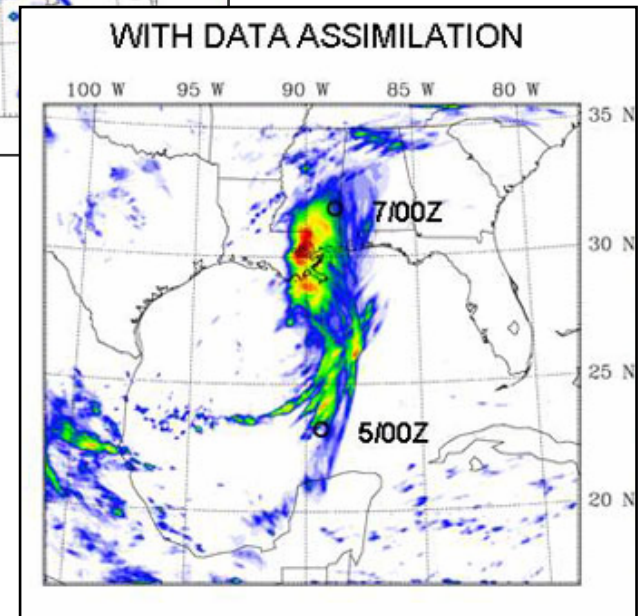 WITH DATA ASSIMILATION
100 W 95 W 90 W 85 W 80 W
35 N
7/00Z
30 N
25 N
5/00Z
20 N